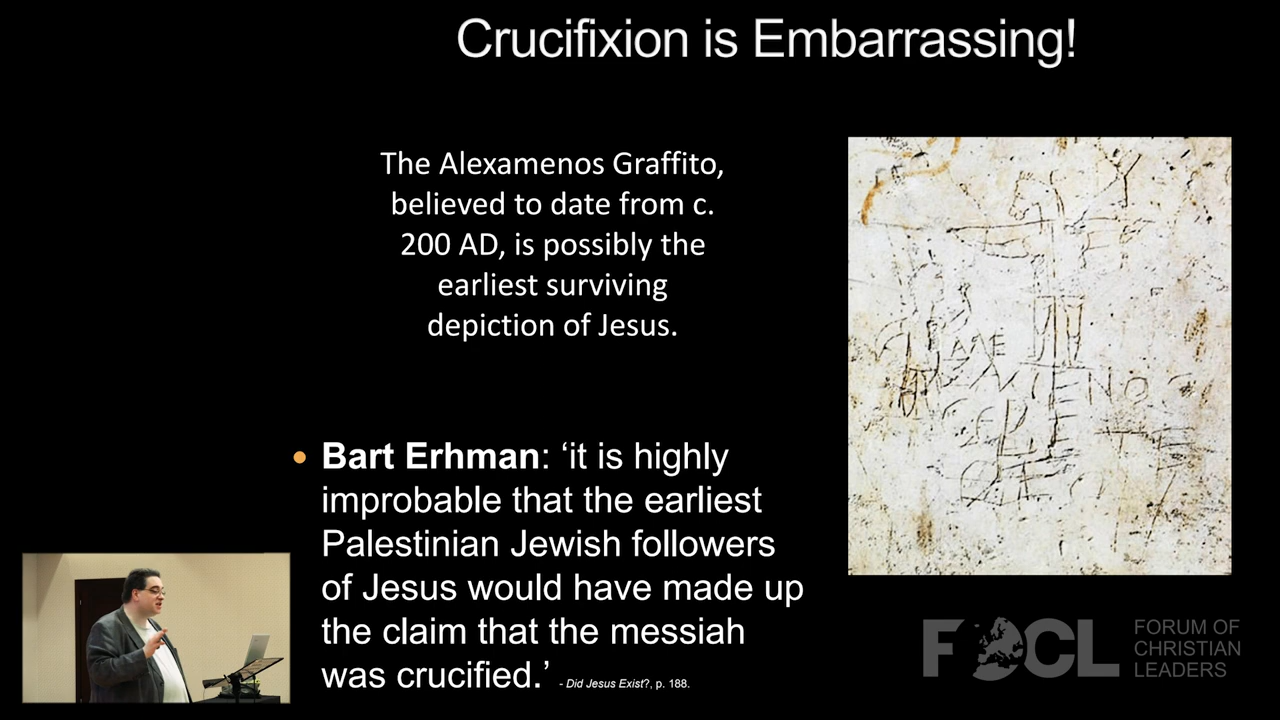 Crucifixion is Embarrassing!
The Alexamenos Graffito,
believed to date from c.
200 AD, is possibly the
earliest surviving
depiction of Jesus.
• Bart Erhman: ‘it is highly
improbable that the earliest
Palestinian Jewish followers
of Jesus would have made up
the claim that the messiah
was crucified.’ - Did Jesus Exist?, p. 188.
FOCL
FORUM OF
CHRISTIAN
LEADERS